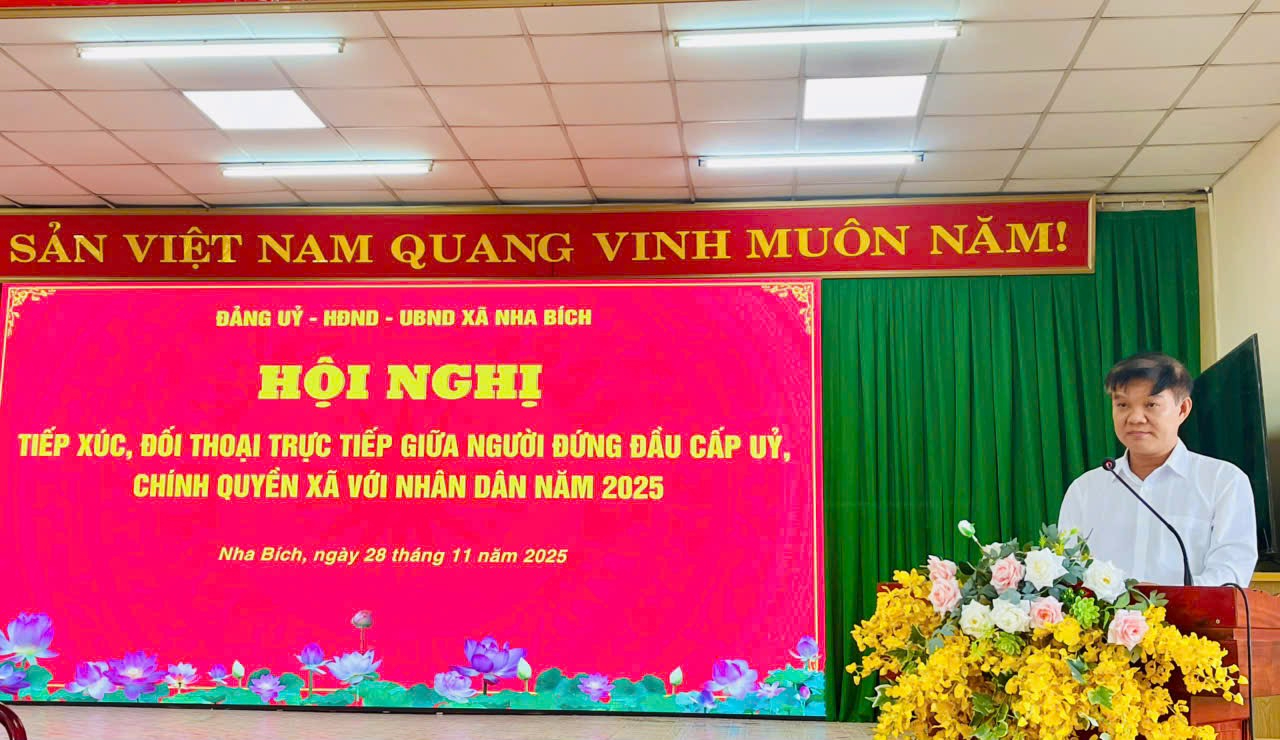 SẢN VIỆT NAM QUANG VINH MUÔN NĂM!
ĐẢNG UỶ - HĐND - UBND XÃ NHA BÍCH
HỘI NGHỊ
TIẾP XÚC, ĐỐI THOẠI TRỰC TIẾP GIỮA NGƯỜI ĐỨNG ĐẦU CẤP UỶ,
CHÍNH QUYỀN XÃ VỚI NHÂN DÂN NĂM 2025
Nha Bích, ngày 28 tháng 11 năm 2025